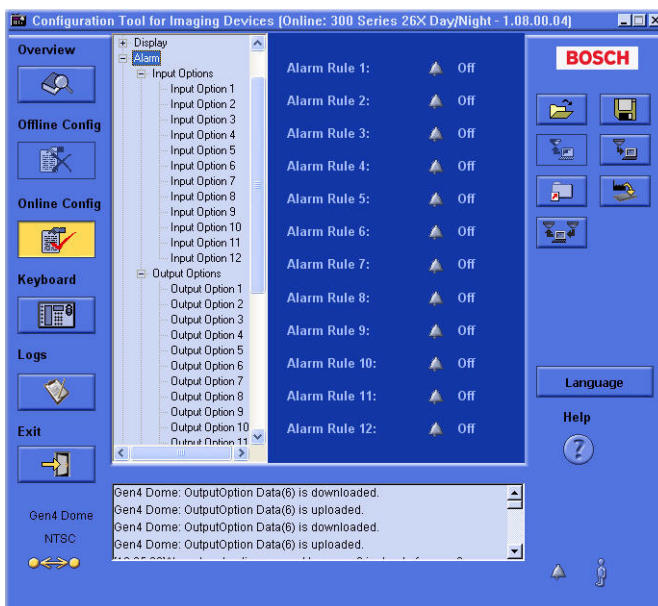 Configuration Tool for Imaging Devices (Online: 300 Series 26X Day/Night - 1.08.00.04)
Overview
Offline Config
Online Config
Keyboard
Logs
Exit
Gen4 Dome
NTSC
Display
Alarm
Input Options
Input Option 1
Input Option 2
Input Option 3
Input Option 4
Input Option 5
Input Option 6
Input Option 7
Input Option 8
Input Option 9
Input Option 10
Input Option 11
Input Option 12
Output Options
Output Option 1
Output Option 2
Output Option 3
Output Option 4
Output Option 5
Output Option 6
Output Option 7
Output Option 8
Output Option 9
Output Option 10
Output Option 11
Alarm Rule 1: Off
Alarm Rule 2: Off
Alarm Rule 3: Off
Alarm Rule 4: Off
Alarm Rule 5: Off
Alarm Rule 6: Off
Alarm Rule 7: Off
Alarm Rule 8: Off
Alarm Rule 9: Off
Alarm Rule 10: Off
Alarm Rule 11: Off
Alarm Rule 12: Off
BOSCH
Language
Help
?
Gen4 Dome: OutputOption Data(6) is downloaded.
Gen4 Dome: OutputOption Data(6) is uploaded.
Gen4 Dome: OutputOption Data(6) is downloaded.
Gen4 Dome: OutputOption Data(6) is uploaded.